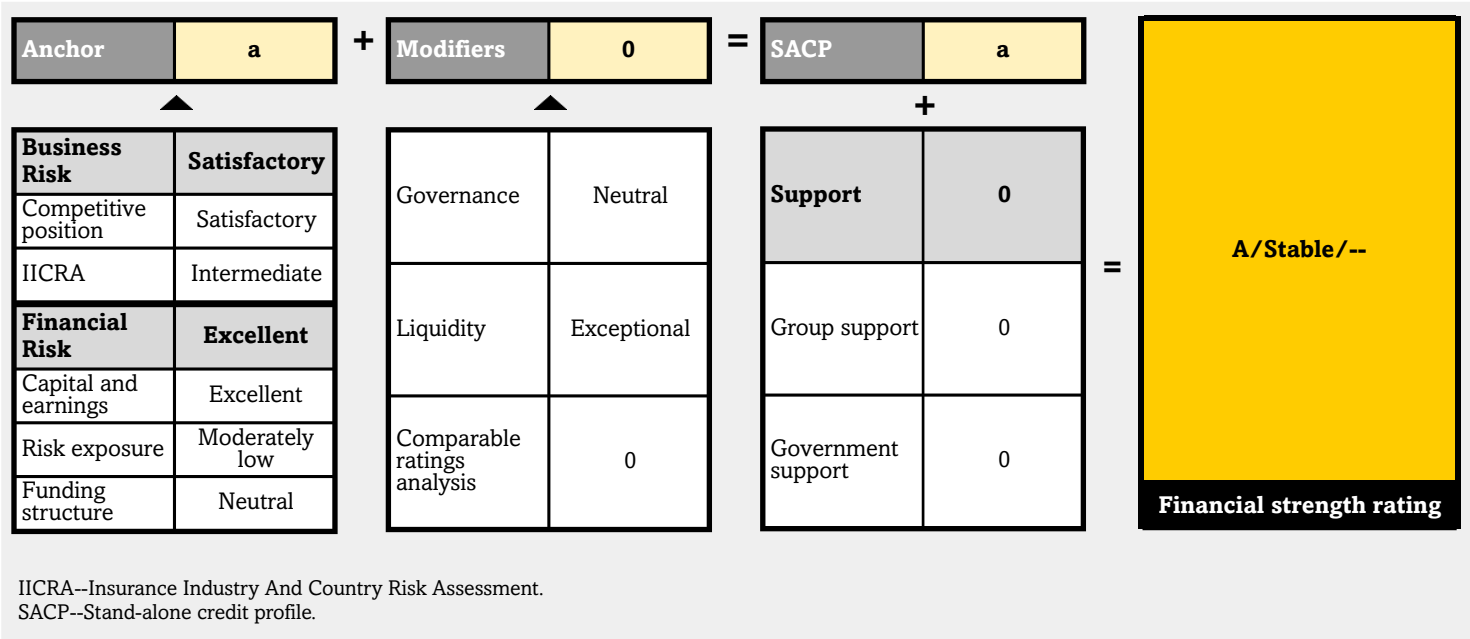 Anchor a + Modifiers 0 = SACP a
+
Business
Risk
Satisfactory
Competitive
position
Satisfactory
IICRA Intermediate
Financial
Risk
Excellent
Capital and
earnings
Excellent
Risk exposure
Moderately
low
Funding
structure
Neutral
Governance Neutral
Liquidity Exceptional
Comparable
ratings
analysis
0
Support 0
Group support 0
Government
support
0
=
A/Stable/--
Financial strength rating
IICRA--Insurance Industry And Country Risk Assessment.
SACP--Stand-alone credit profile.